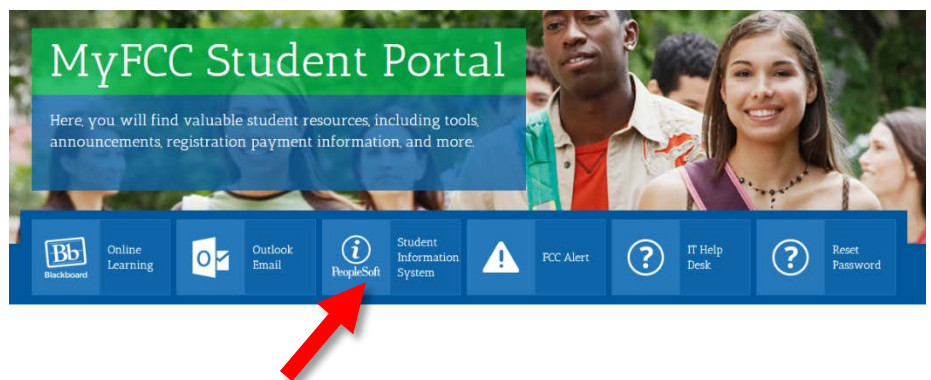 MyFCC Student Portal
Here, you will find valuable student resources, including tools,
announcements, registration payment information, and more.
Bb
Blackboard
Online
Learning
O
Outlook
Email
i
PeopleSoft
Student
Information
System
!
FCC Alert
?
IT Help
Desk
?
Reset
Password